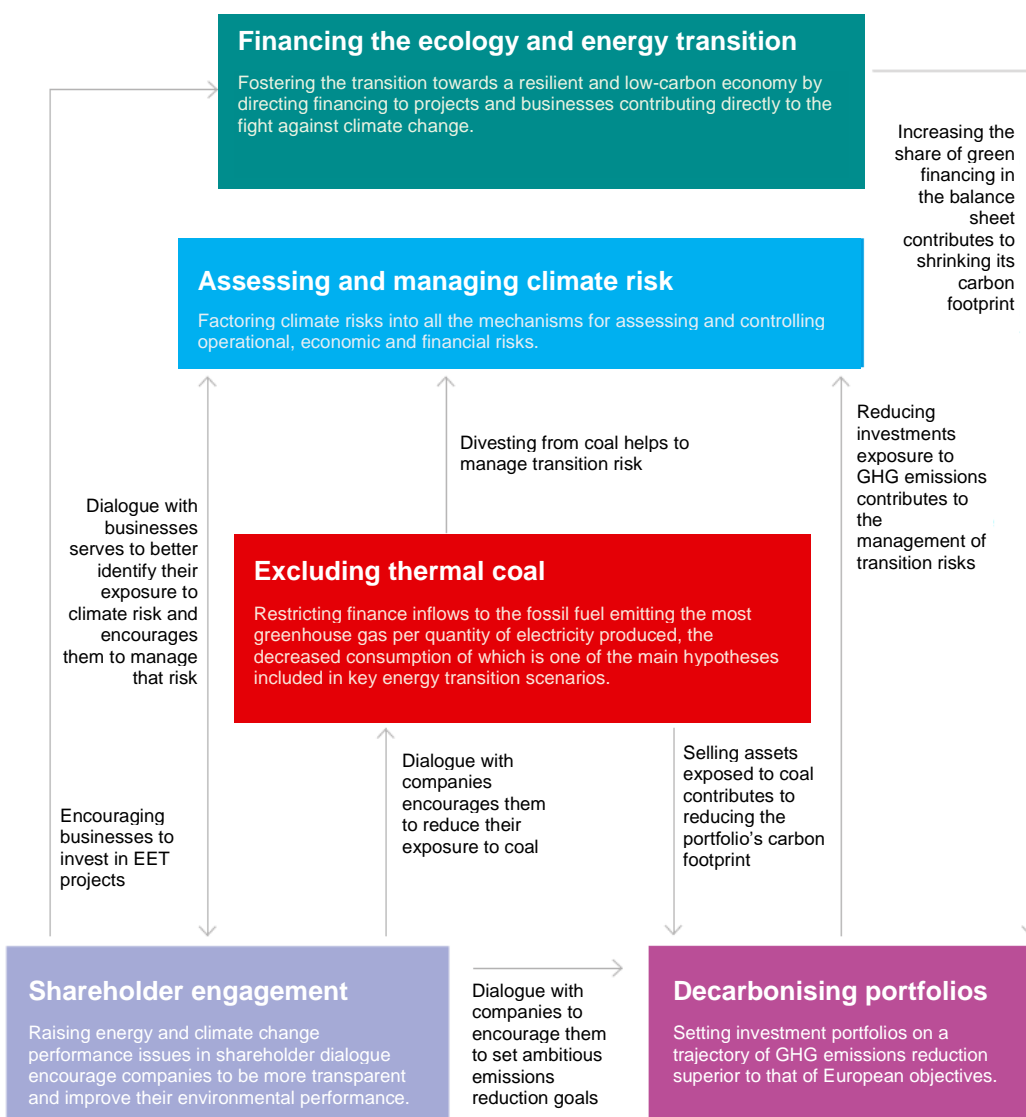 Financing the ecology and energy transition
Fostering the transition towards a resilient and low-carbon economy by
directing financing to projects and businesses contributing directly to the
fight against climate change.
Increasing the
share of green
financing in
the balance
sheet
contributes to
shrinking its
carbon
footprint
Assessing and managing climate risk
Factoring climate risks into all the mechanisms for assessing and controlling
operational, economic and financial risks.
Dialogue with
businesses
serves to better
identify their
exposure to
climate risk and
encourages
them to manage
that risk
Divesting from coal helps to
manage transition risk
Reducing
investments
exposure to
GHG emissions
contributes to
the
management of
transition risks
Excluding thermal coal
Restricting finance inflows to the fossil fuel emitting the most
greenhouse gas per quantity of electricity produced, the
decreased consumption of which is one of the main hypotheses
included in key energy transition scenarios.
Encouraging
businesses to
invest in EET
projects
Dialogue with
companies
encourages them
to reduce their
exposure to coal
Selling assets
exposed to coal
contributes to
reducing the
portfolio's carbon
footprint
Shareholder engagement
Raising energy and climate change
performance issues in shareholder dialogue
encourage companies to be more transparent
and improve their environmental performance.
Dialogue with
companies to
encourage them
to set ambitious
emissions
reduction goals
Decarbonising portfolios
Setting investment portfolios on a
trajectory of GHG emissions reduction
superior to that of European objectives.